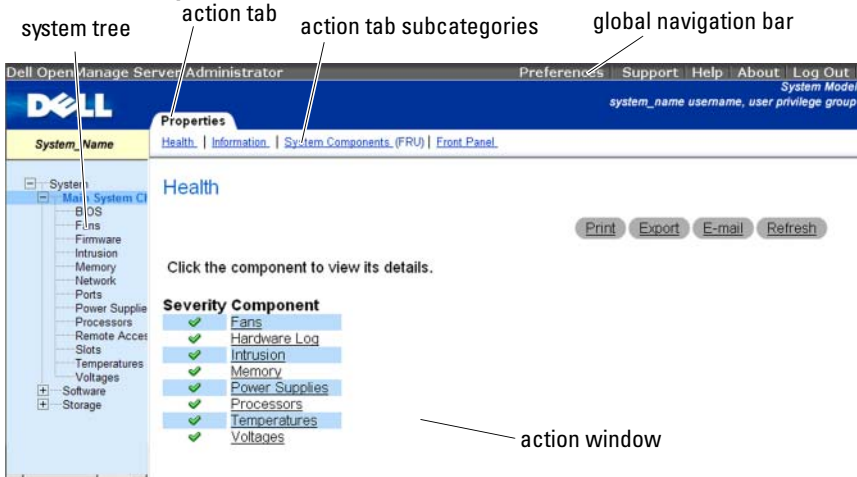 action tab
system tree
action tab subcategories
global navigation bar
Dell OpenManage Server Administrator
Preferences Support Help About Log Out
System Model
system_name username, user privilege group
DELL
Properties
System_Name
Health | Information | System Components (FRU) | Front Panel
System
Main System Ch
BIOS
Fans
Firmware
Intrusion
Memory
Network
Ports
Power Supplie
Processors
Remote Acces
Slots
Temperatures
Voltages
Software
Storage
Health
Print Export E-mail Refresh
Click the component to view its details.
Severity Component
Fans
Hardware Log
Intrusion
Memory
Power Supplies
Processors
Temperatures
Voltages
action window